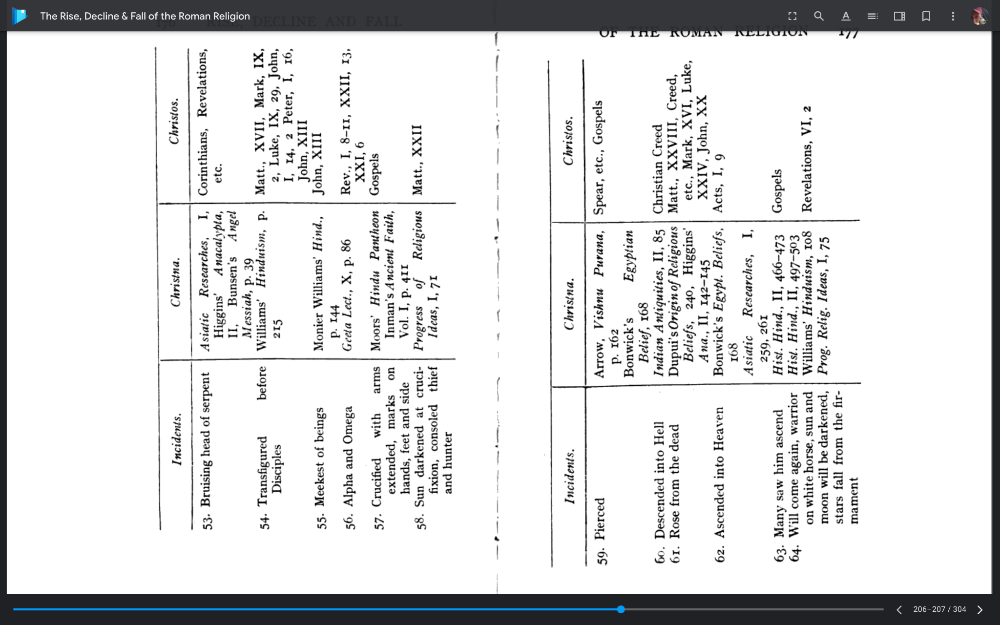 The Rise, Decline & Fall of the Roman Religion
176 RISE, DECLINE AND FALL
Incidents. Christna. Christos.
53. Bruising head of serpent Asiatic Researches, I, Corinthians, Revelations,
Higgins' Anacalypta, etc.
II, Bunsen's Angel
Messiah, p. 39
54. Transfigured before Williams' Hinduism, p. Matt., XVII, Mark, IX,
Disciples 215 2, Luke, IX, 29, John,
I, 14, 2 Peter, I, 16,
John, XIII
55. Meekest of beings Monier Williams' Hind., John, XIII
p. 144
56. Alpha and Omega Geeta Lect., X, p. 86 Rev., I, 8-11, XXII, 13,
XXI, 6
57. Crucified with arms Moors' Hindu Pantheon Gospels
extended, marks on Inman's Ancient Faith,
hands, feet and side Vol. I, p. 411
58. Sun darkened at cruci- Progress of Religious Matt., XXII
fixion, consoled thief Ideas, I, 71
and hunter
OF THE ROMAN RELIGION 177
Incidents. Christna. Christos.
59. Pierced Arrow, Vishnu Purana, Spear, etc., Gospels
p. 162
Bonwick's Egyptian
Belief, 168
60. Descended into Hell Indian Antiquities, II, 85 Christian Creed
61. Rose from the dead Dupui's Origin of Religious Matt., XXVIII, Creed,
Beliefs, 240, Higgins' etc., Mark, XVI, Luke,
Ana., II, 142-145 XXIV, John, XX
62. Ascended into Heaven Bonwick's Egypt. Beliefs, Acts, I, 9
168
Asiatic Researches, I,
259, 261
63. Many saw him ascend Hist. Hind., II, 466-473 Gospels
64. Will come again, warrior Hist. Hind., II, 497-503
on white horse, sun and Williams' Hinduism, 108 Revelations, VI, 2
moon will be darkened, Prog. Relig. Ideas, I, 75
stars fall from the fir-
mament
206–207 / 304